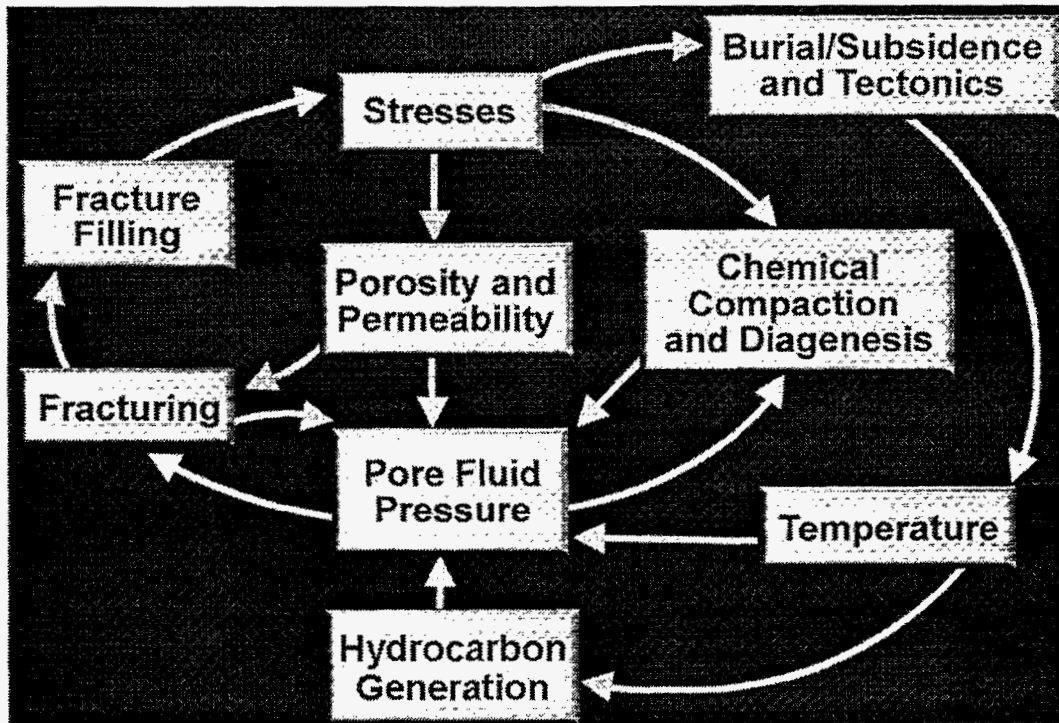 Burial/Subsidence
and Tectonics
Stresses
Fracture
Filling
Porosity and
Permeability
Chemical
Compaction
and Diagenesis
Fracturing
Pore Fluid
Pressure
Temperature
Hydrocarbon
Generation